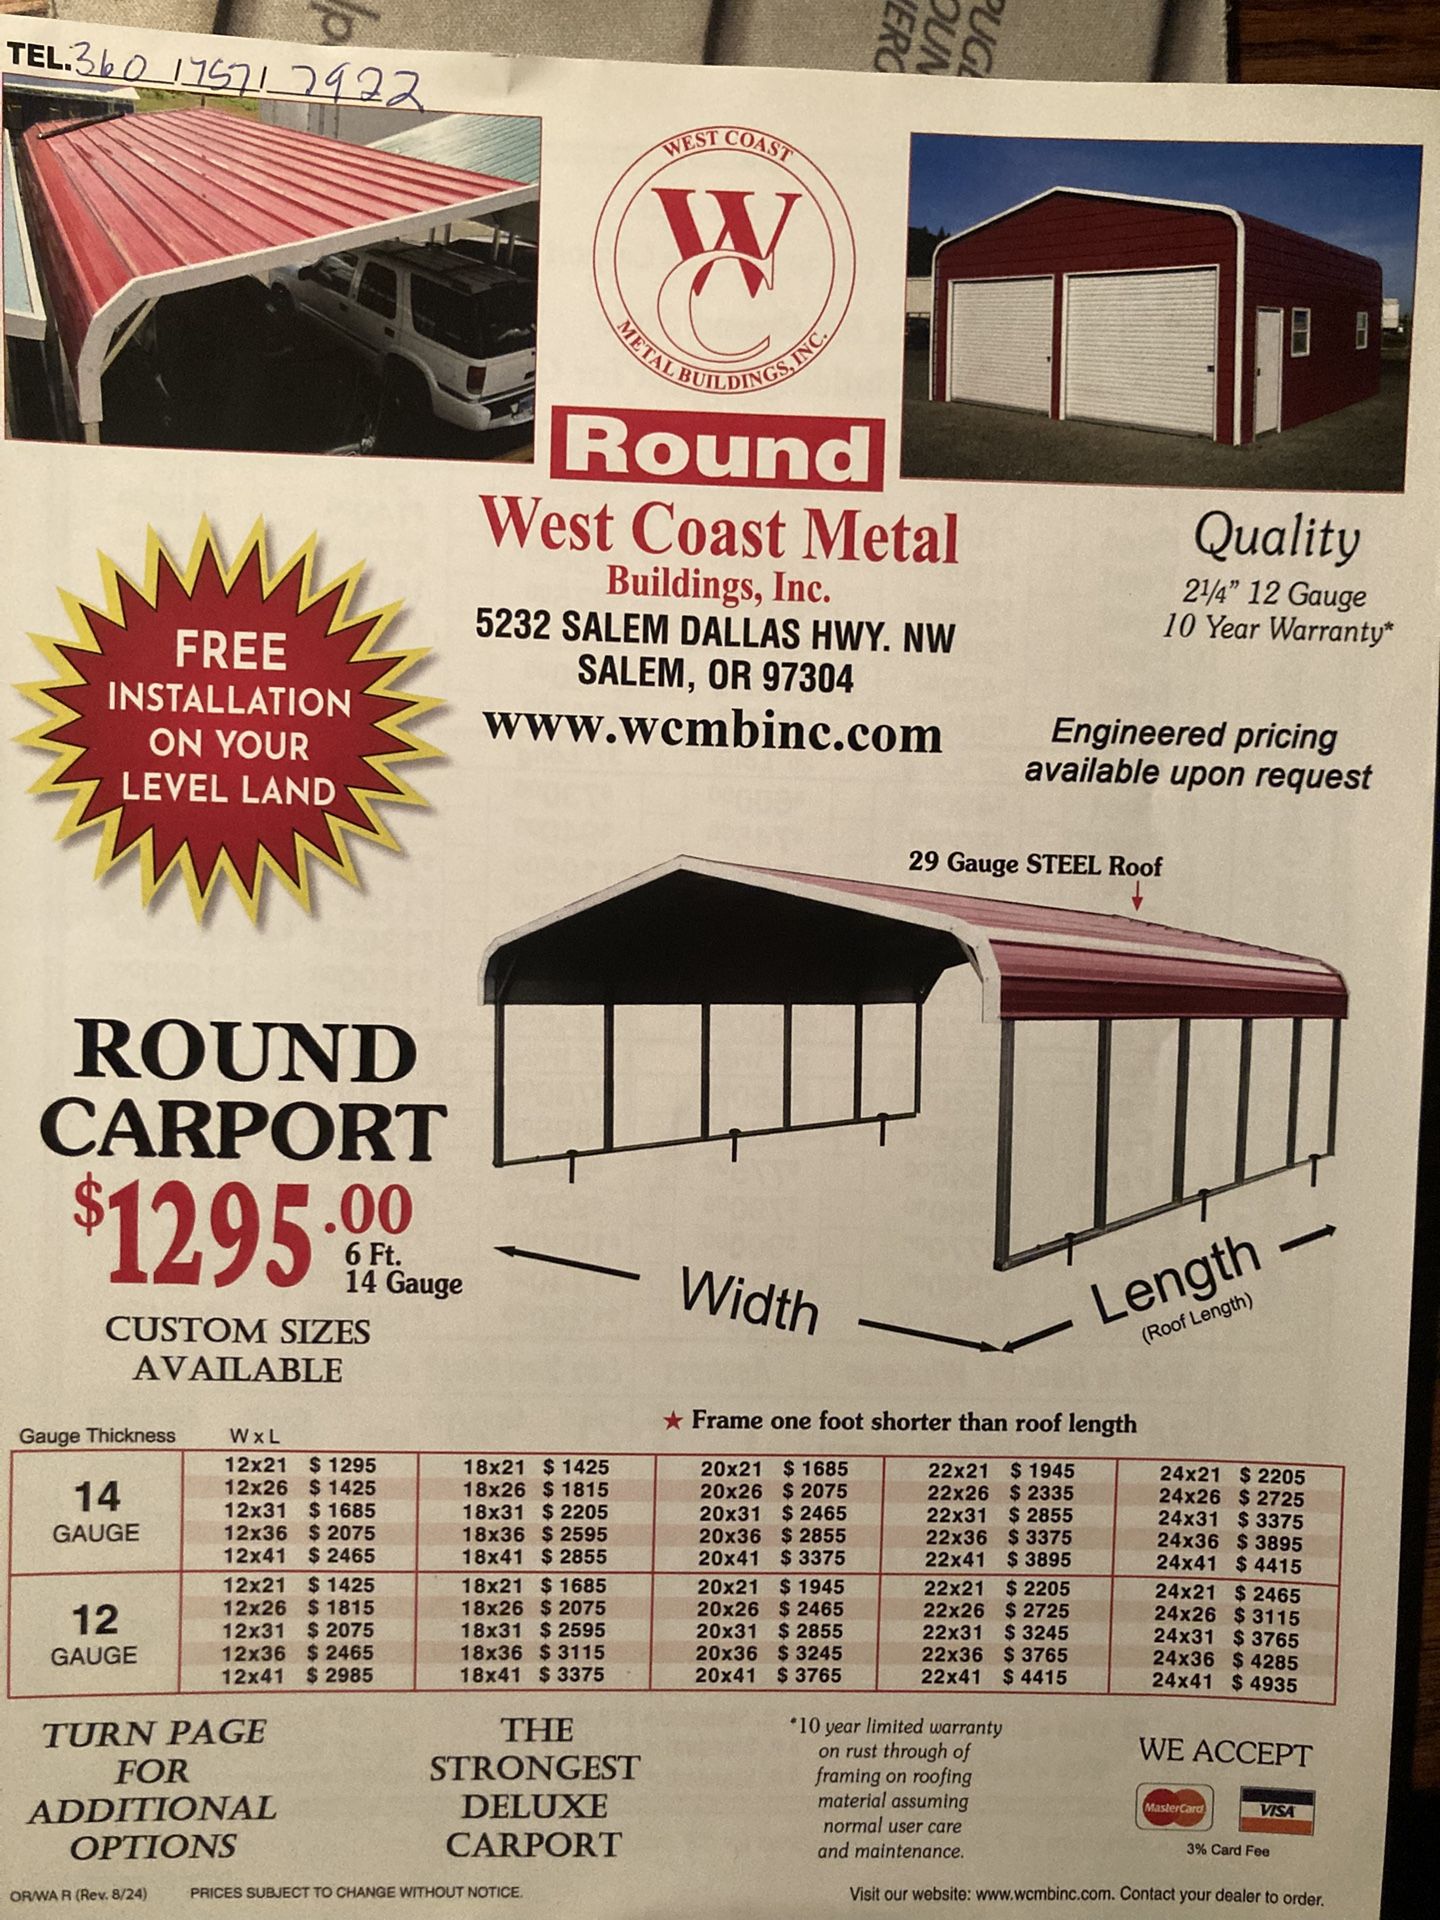 TEL. 360 757 7922
WEST COAST
WC
METAL BUILDINGS, INC.
Round
West Coast Metal
Buildings, Inc.
5232 SALEM DALLAS HWY. NW
SALEM, OR 97304
www.wcmbinc.com
Quality
2¼" 12 Gauge
10 Year Warranty*
Engineered pricing
available upon request
FREE
INSTALLATION
ON YOUR
LEVEL LAND
29 Gauge STEEL Roof
ROUND
CARPORT
$1295.00
6 Ft.
14 Gauge
CUSTOM SIZES
AVAILABLE
Width
Length
(Roof Length)
★ Frame one foot shorter than roof length
Gauge Thickness W x L
14
GAUGE
12x21 $ 1295 18x21 $ 1425 20x21 $ 1685 22x21 $ 1945 24x21 $ 2205
12x26 $ 1425 18x26 $ 1815 20x26 $ 2075 22x26 $ 2335 24x26 $ 2725
12x31 $ 1685 18x31 $ 2205 20x31 $ 2465 22x31 $ 2855 24x31 $ 3375
12x36 $ 2075 18x36 $ 2595 20x36 $ 2855 22x36 $ 3375 24x36 $ 3895
12x41 $ 2465 18x41 $ 2855 20x41 $ 3375 22x41 $ 3895 24x41 $ 4415
12
GAUGE
12x21 $ 1425 18x21 $ 1685 20x21 $ 1945 22x21 $ 2205 24x21 $ 2465
12x26 $ 1815 18x26 $ 2075 20x26 $ 2465 22x26 $ 2725 24x26 $ 3115
12x31 $ 2075 18x31 $ 2595 20x31 $ 2855 22x31 $ 3245 24x31 $ 3765
12x36 $ 2465 18x36 $ 3115 20x36 $ 3245 22x36 $ 3765 24x36 $ 4285
12x41 $ 2985 18x41 $ 3375 20x41 $ 3765 22x41 $ 4415 24x41 $ 4935
TURN PAGE
FOR
ADDITIONAL
OPTIONS
THE
STRONGEST
DELUXE
CARPORT
*10 year limited warranty
on rust through of
framing on roofing
material assuming
normal user care
and maintenance.
WE ACCEPT
MasterCard VISA
3% Card Fee
OR/WA R (Rev. 8/24) PRICES SUBJECT TO CHANGE WITHOUT NOTICE.
Visit our website: www.wcmbinc.com. Contact your dealer to order.